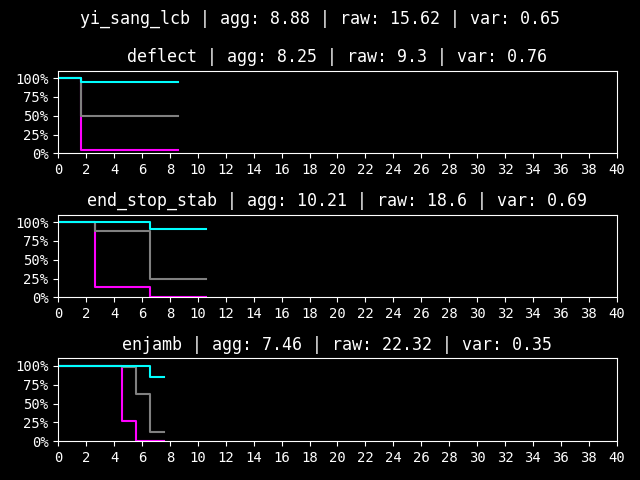 yi_sang_lcb | agg: 8.88 | raw: 15.62 | var: 0.65
deflect | agg: 8.25 | raw: 9.3 | var: 0.76
100%
75%
50%
25%
0%
0 2 4 6 8 10 12 14 16 18 20 22 24 26 28 30 32 34 36 38 40
end_stop_stab | agg: 10.21 | raw: 18.6 | var: 0.69
100%
75%
50%
25%
0%
0 2 4 6 8 10 12 14 16 18 20 22 24 26 28 30 32 34 36 38 40
enjamb | agg: 7.46 | raw: 22.32 | var: 0.35
100%
75%
50%
25%
0%
0 2 4 6 8 10 12 14 16 18 20 22 24 26 28 30 32 34 36 38 40